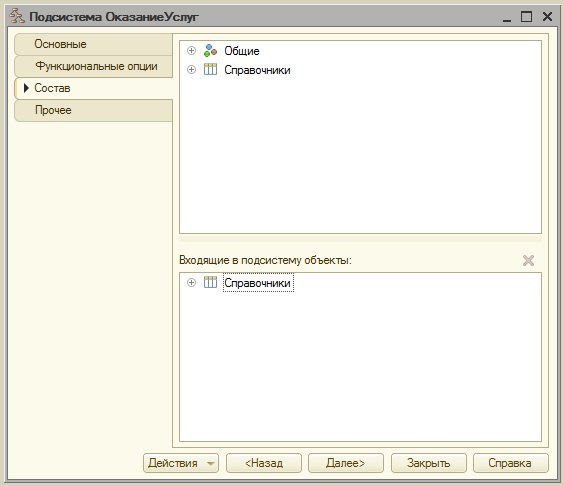 Подсистема ОказаниеУслуг
Основные
Функциональные опции
Состав
Прочее
Общие
Справочники
Входящие в подсистему объекты:
Справочники
Действия
<Назад
Далее>
Закрыть
Справка